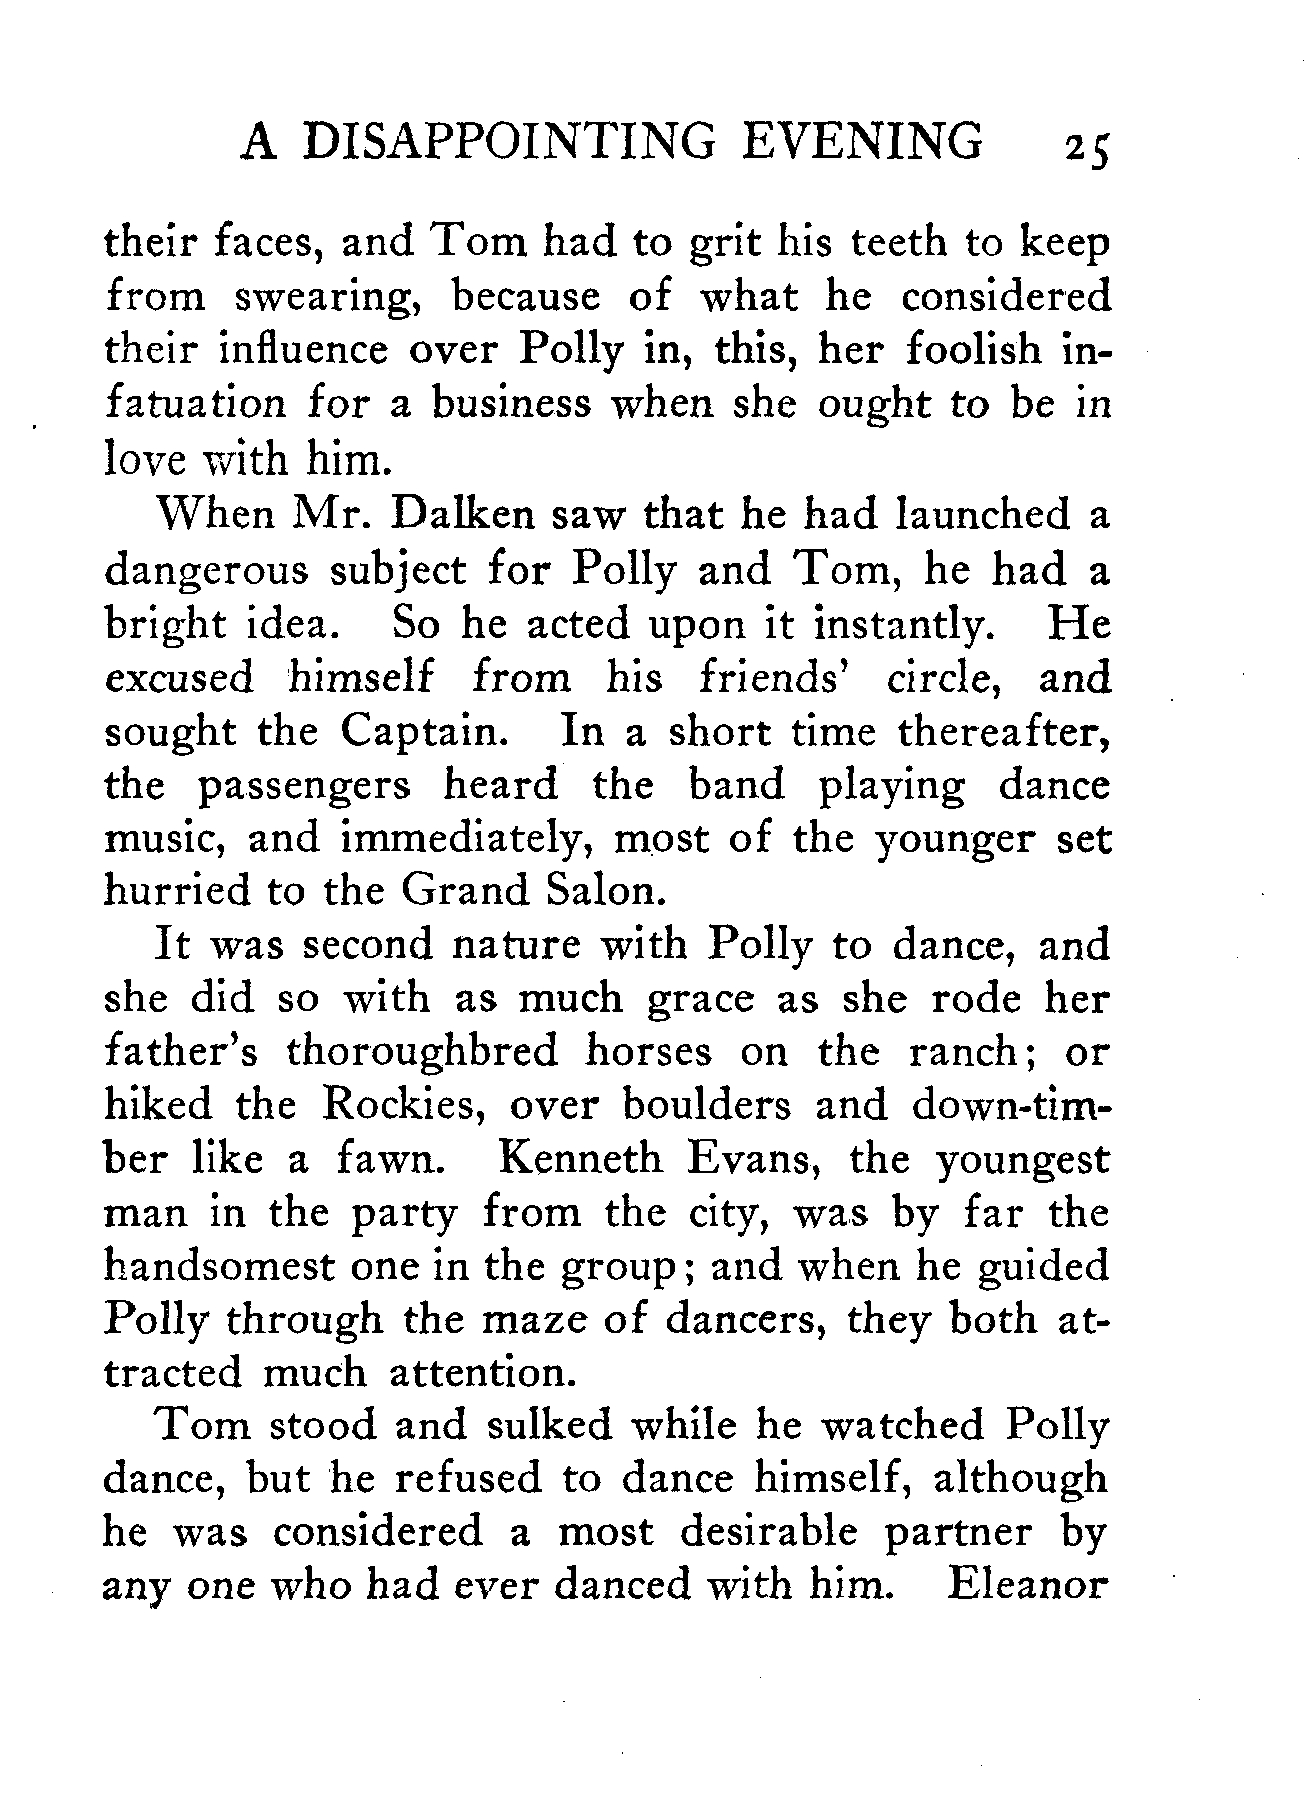 A DISAPPOINTING EVENING 25
their faces, and Tom had to grit his teeth to keep
from swearing, because of what he considered
their influence over Polly in, this, her foolish in-
fatuation for a business when she ought to be in
love with him.
When Mr. Dalken saw that he had launched a
dangerous subject for Polly and Tom, he had a
bright idea. So he acted upon it instantly. He
excused himself from his friends' circle, and
sought the Captain. In a short time thereafter,
the passengers heard the band playing dance
music, and immediately, most of the younger set
hurried to the Grand Salon.
It was second nature with Polly to dance, and
she did so with as much grace as she rode her
father's thoroughbred horses on the ranch; or
hiked the Rockies, over boulders and down-tim-
ber like a fawn. Kenneth Evans, the youngest
man in the party from the city, was by far the
handsomest one in the group; and when he guided
Polly through the maze of dancers, they both at-
tracted much attention.
Tom stood and sulked while he watched Polly
dance, but he refused to dance himself, although
he was considered a most desirable partner by
any one who had ever danced with him. Eleanor